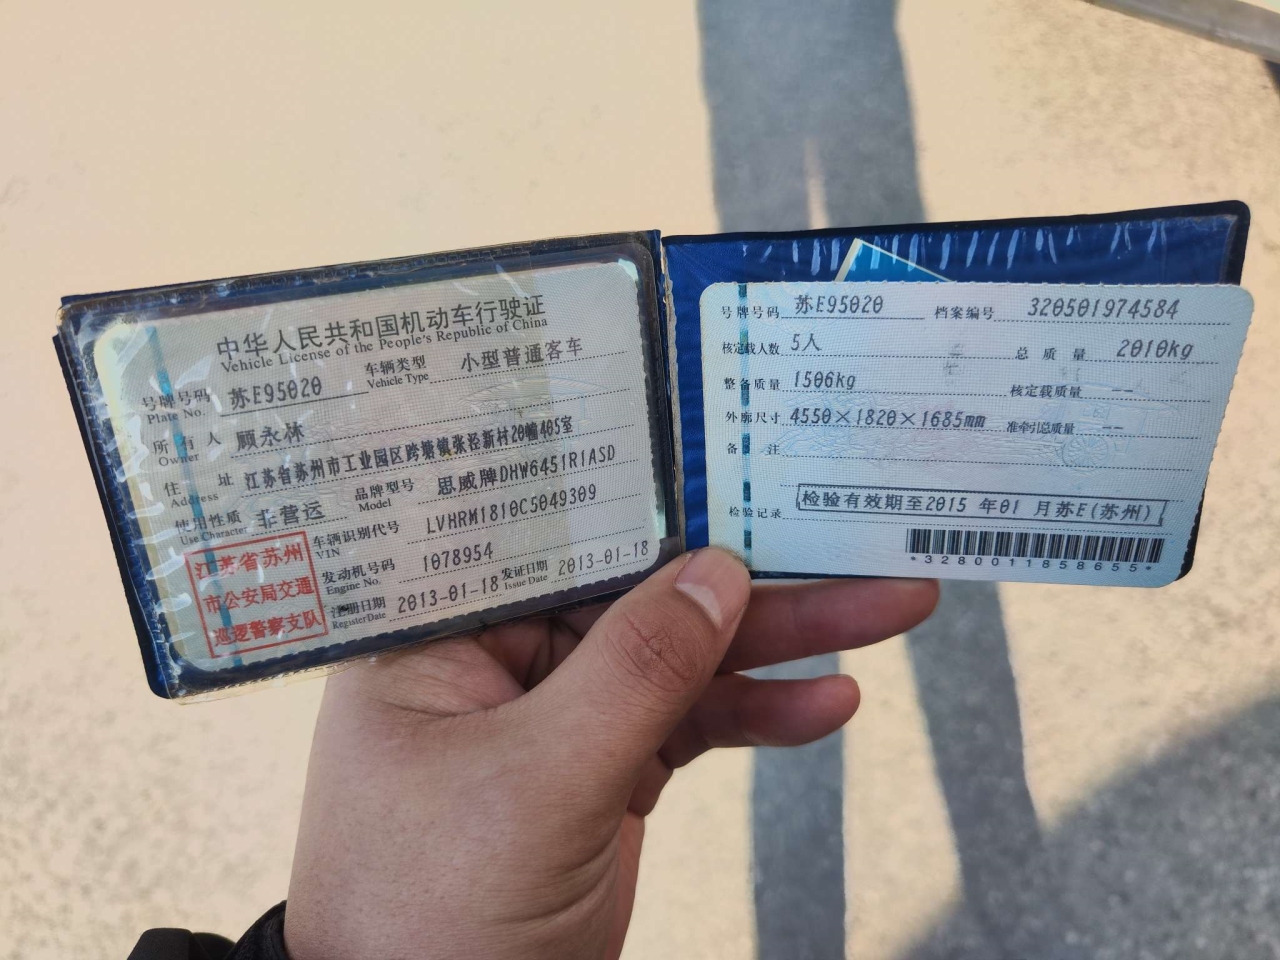 中华人民共和国机动车行驶证
Vehicle License of the People's Republic of China
号牌号码 苏E95020 车辆类型 小型普通客车
Plate No. Vehicle Type
所有人 顾永林
Owner
住址 江苏省苏州市工业园区跨塘镇张泾新村20幢405室
Address
使用性质 非营运 品牌型号 思威牌DHW6451R1ASD
Use Character Model
车辆识别代号 LVHRM1810C5049309
VIN
发动机号码 1078954
Engine No.
注册日期 2013-01-18 发证日期 2013-01-18
Register Date Issue Date
江苏省苏州
市公安局交通
巡逻警察支队
号牌号码 苏E95020 档案编号 320501974584
核定载人数 5人 总质量 2010kg
整备质量 1506kg 核定载质量 --
外廓尺寸 4550×1820×1685mm 准牵引总质量 --
备注
检验记录 检验有效期至2015 年01 月苏E(苏州)
*3280011858655*